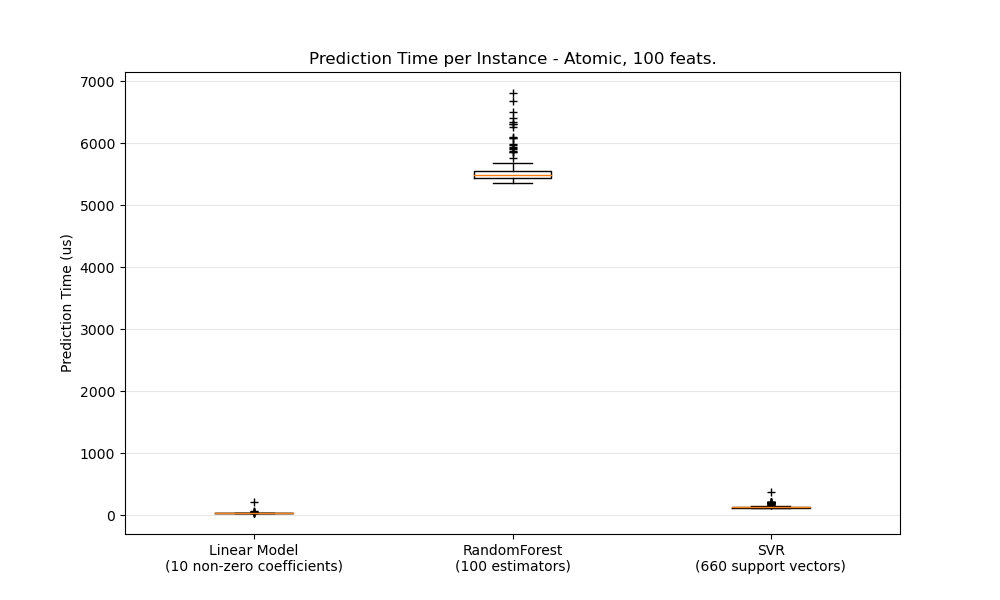 Prediction Time per Instance - Atomic, 100 feats.
7000
6000
5000
4000
3000
2000
1000
0
Prediction Time (us)
Linear Model
(10 non-zero coefficients)
RandomForest
(100 estimators)
SVR
(660 support vectors)